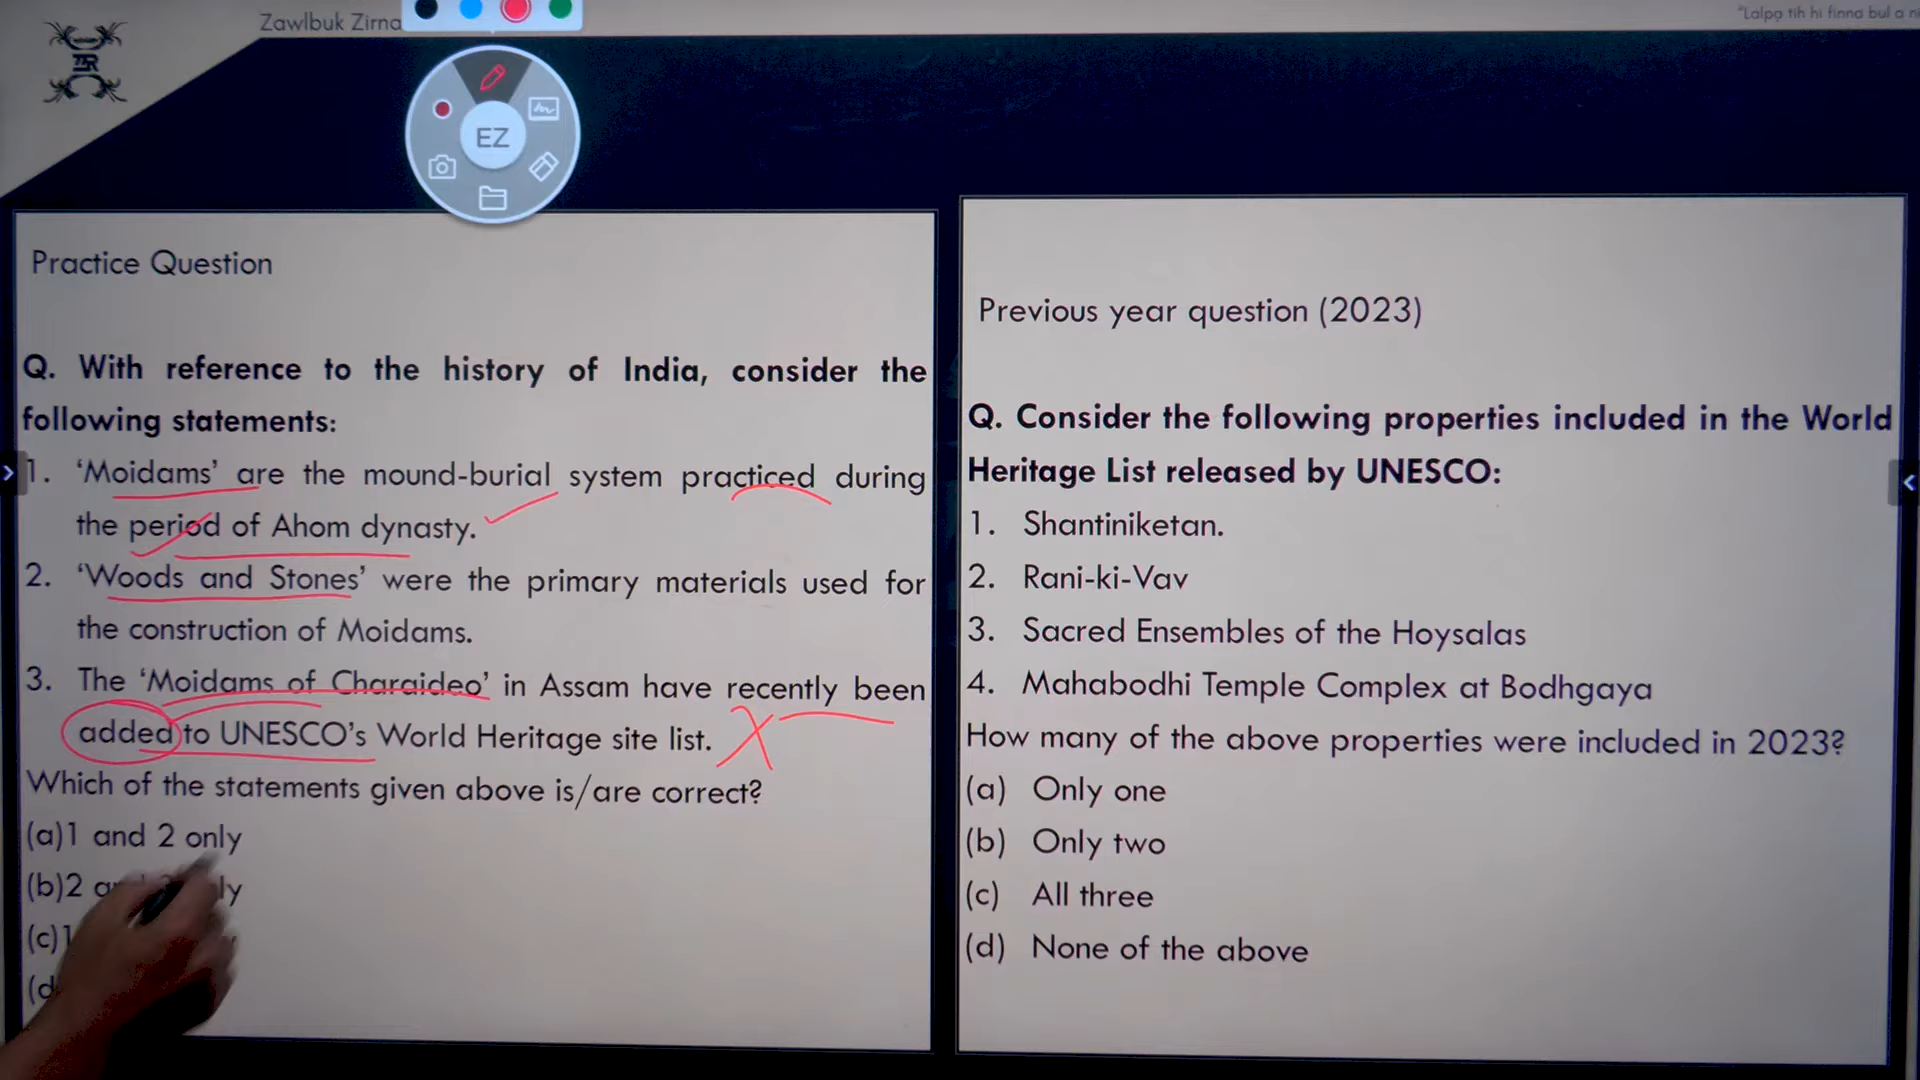 Zawlbuk Zirna
"Lalpa tih hi finna bul a ni
EZ
Practice Question
Q. With reference to the history of India, consider the
following statements:
1. ‘Moidams’ are the mound-burial system practiced during
the period of Ahom dynasty.
2. ‘Woods and Stones’ were the primary materials used for
the construction of Moidams.
3. The ‘Moidams of Charaideo’ in Assam have recently been
added to UNESCO’s World Heritage site list.
Which of the statements given above is/are correct?
(a)1 and 2 only
(b)2
(c)1
(d
Previous year question (2023)
Q. Consider the following properties included in the World
Heritage List released by UNESCO:
1. Shantiniketan.
2. Rani-ki-Vav
3. Sacred Ensembles of the Hoysalas
4. Mahabodhi Temple Complex at Bodhgaya
How many of the above properties were included in 2023?
(a) Only one
(b) Only two
(c) All three
(d) None of the above